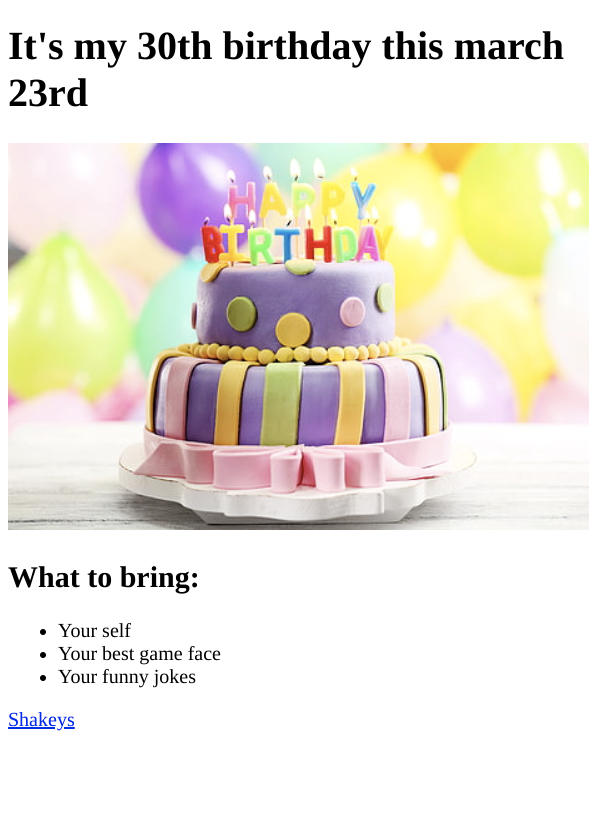 It's my 30th birthday this march
23rd
HAPPY
BIRTHDAY
What to bring:
Your self
Your best game face
Your funny jokes
Shakeys